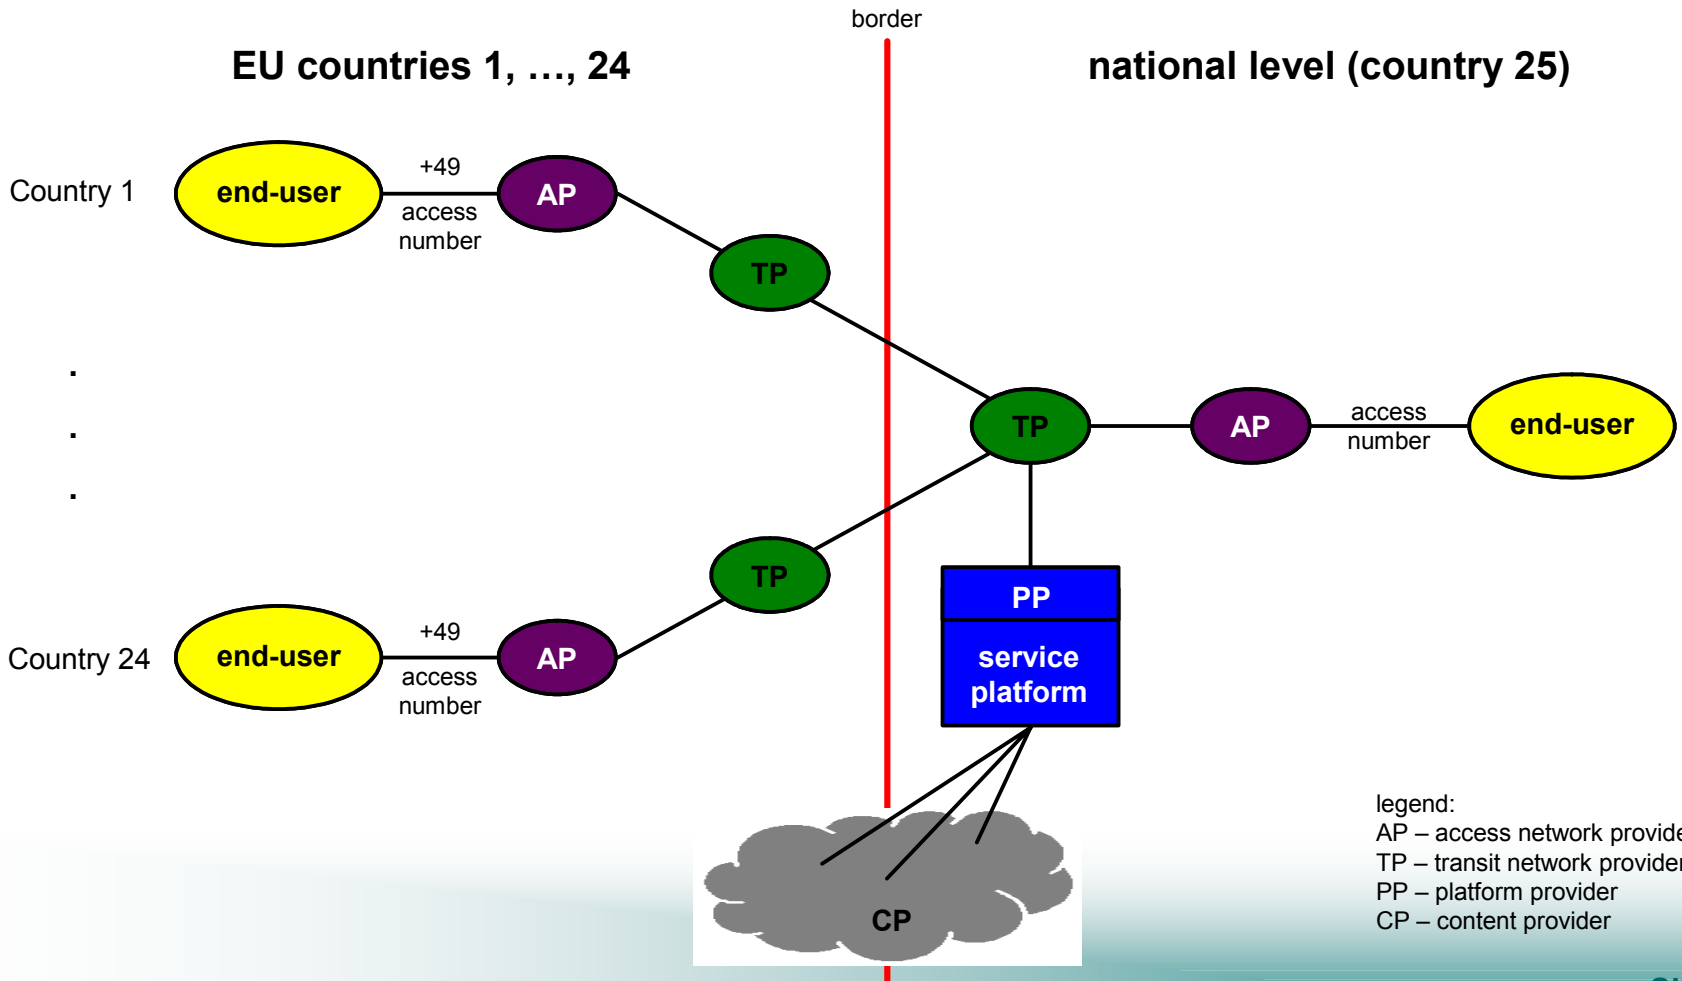 border
EU countries 1, …, 24
national level (country 25)
Country 1
end-user
+49
access
number
AP
TP
.
.
.
TP
AP
access
number
end-user
TP
PP
service
platform
Country 24
end-user
+49
access
number
AP
CP
legend:
AP – access network provide
TP – transit network provider
PP – platform provider
CP – content provider